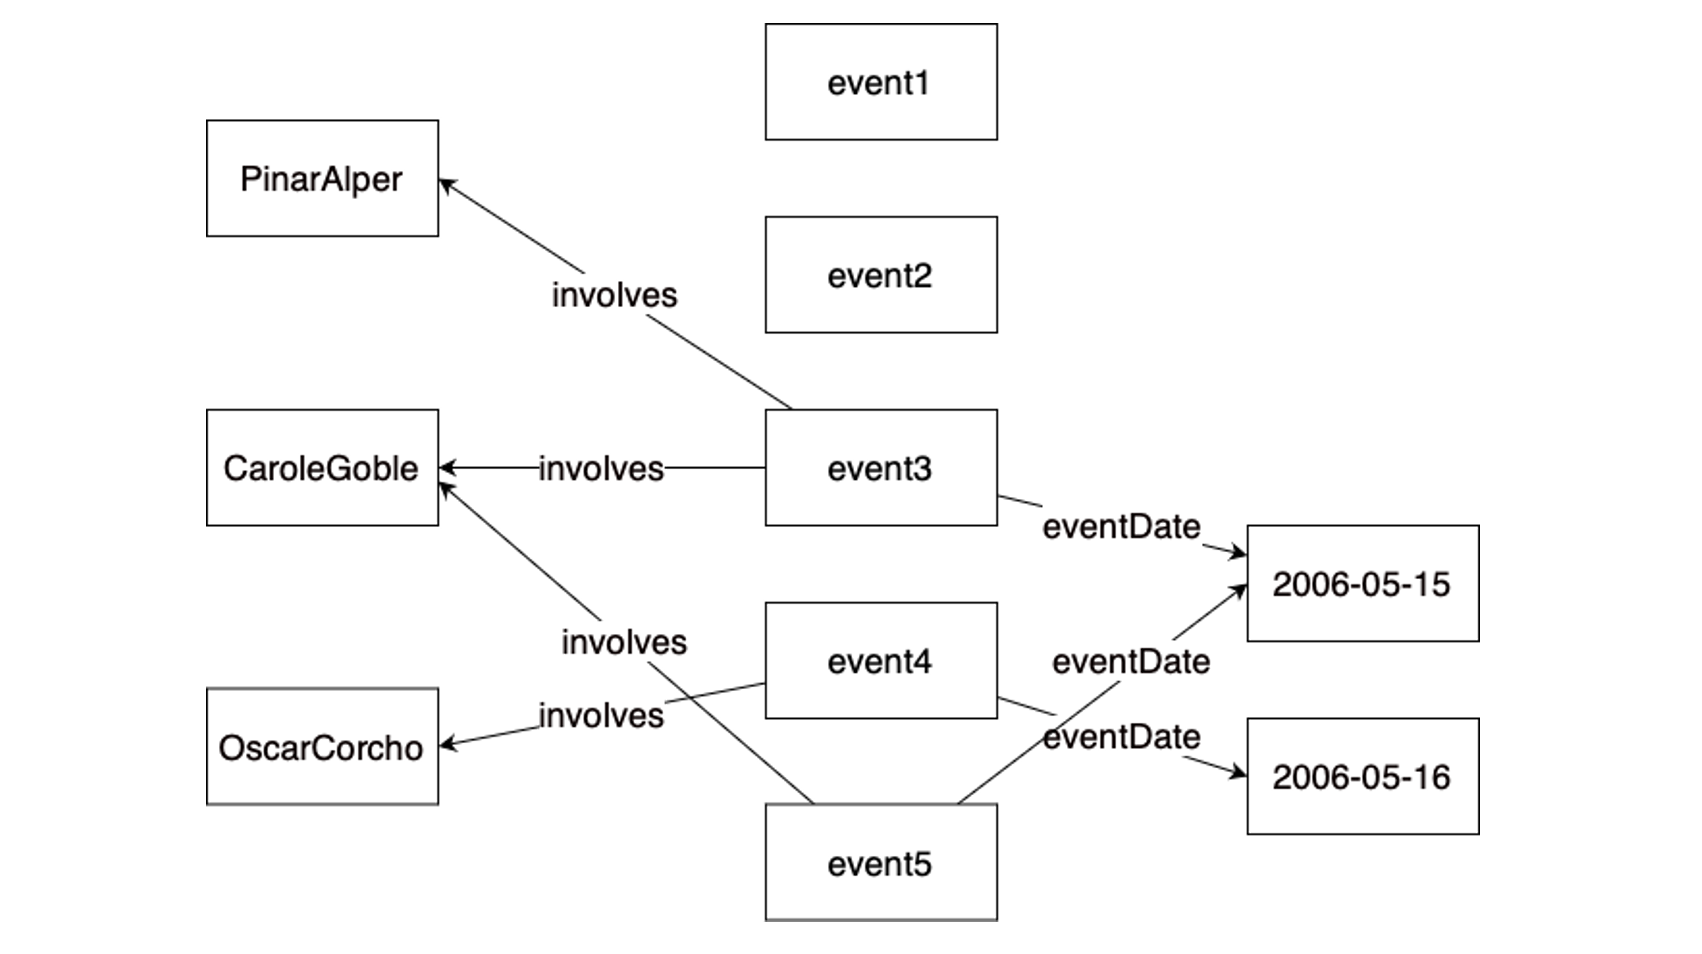 event1
PinarAlper
event2
involves
CaroleGoble
involves
event3
eventDate
2006-05-15
involves
event4
eventDate
involves
OscarCorcho
eventDate
2006-05-16
event5